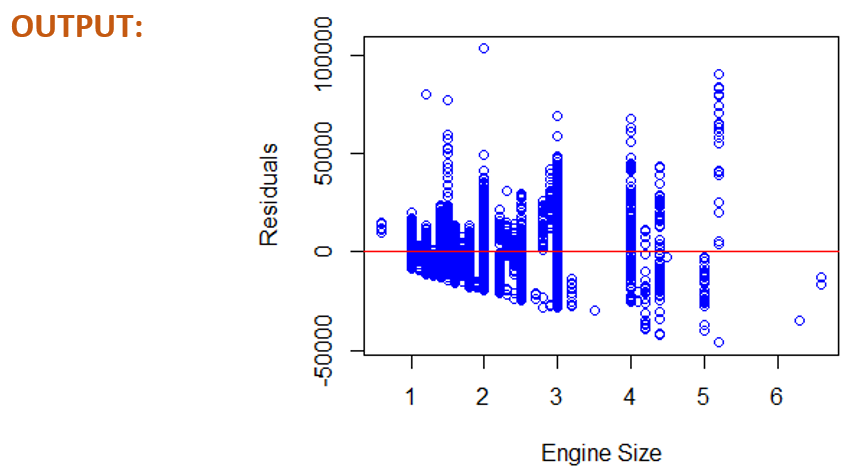 OUTPUT:
100000
50000
0
-50000
Residuals
1 2 3 4 5 6
Engine Size